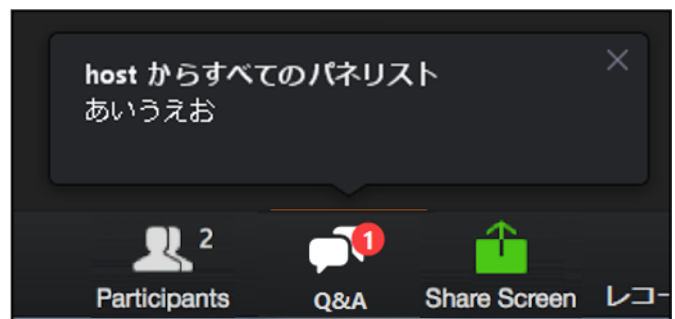 host からすべてのパネリスト
あいうえお
2
1
Participants
Q&A
Share Screen
レコー